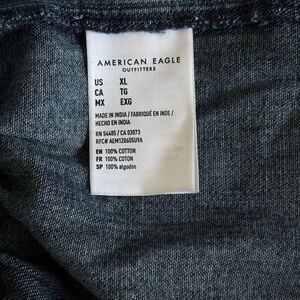 AMERICAN EAGLE
OUTFITTERS
US XL
CA TG
MX EXG
MADE IN INDIA / FABRIQUÉ EN INDE /
HECHO EN INDIA
RN 54485 / CA 03873
RFC# AEM120605U9A
EN 100% COTTON
FR 100% COTON
SP 100% algodón